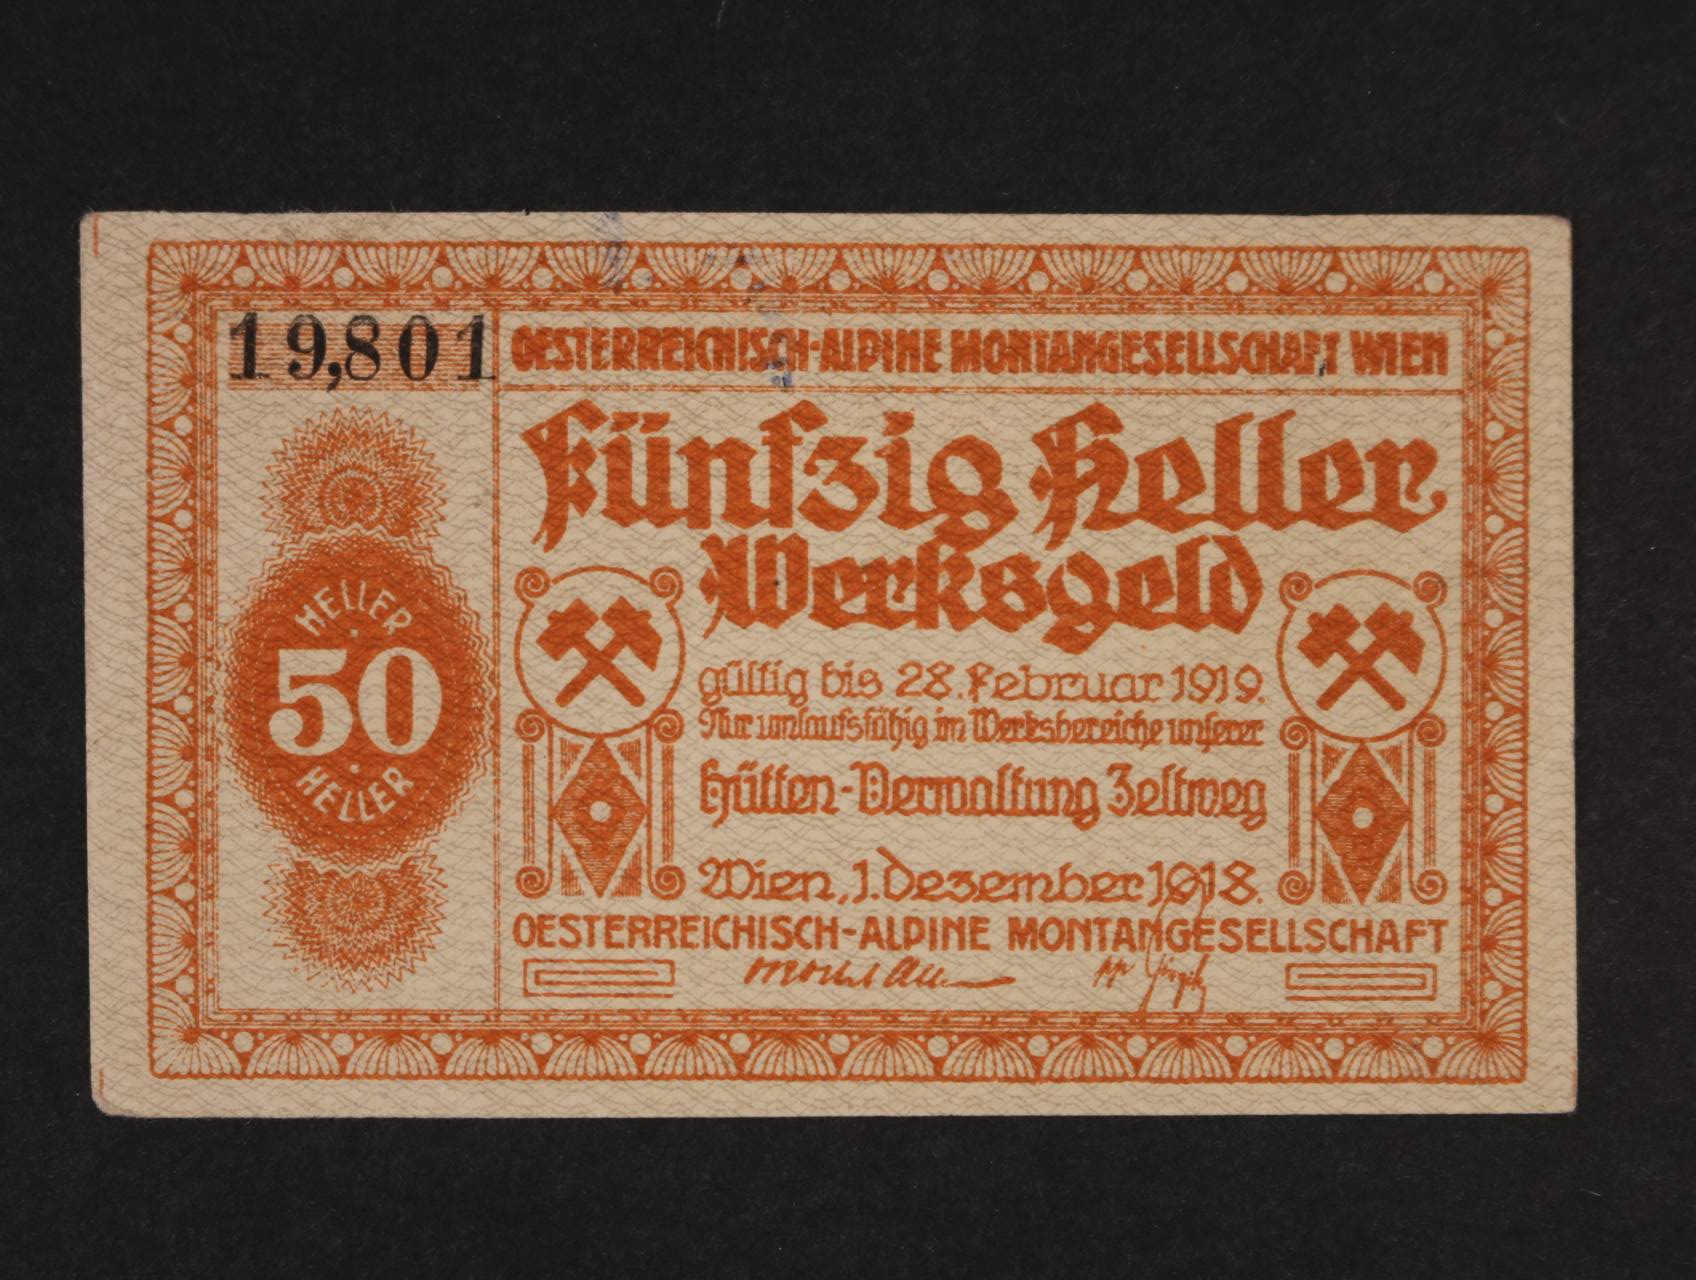 19,801
OESTERREICHISCH-ALPINE MONTANGESELLSCHAFT WIEN
Fünfzig Heller
Werksgeld
gültig bis 28. Februar 1919.
Nur umlaufsfähig im Werksbereiche unserer
Hütten-Verwaltung Zeltweg
Wien, 1. Dezember 1918.
OESTERREICHISCH-ALPINE MONTANGESELLSCHAFT
HELLER
50
HELLER